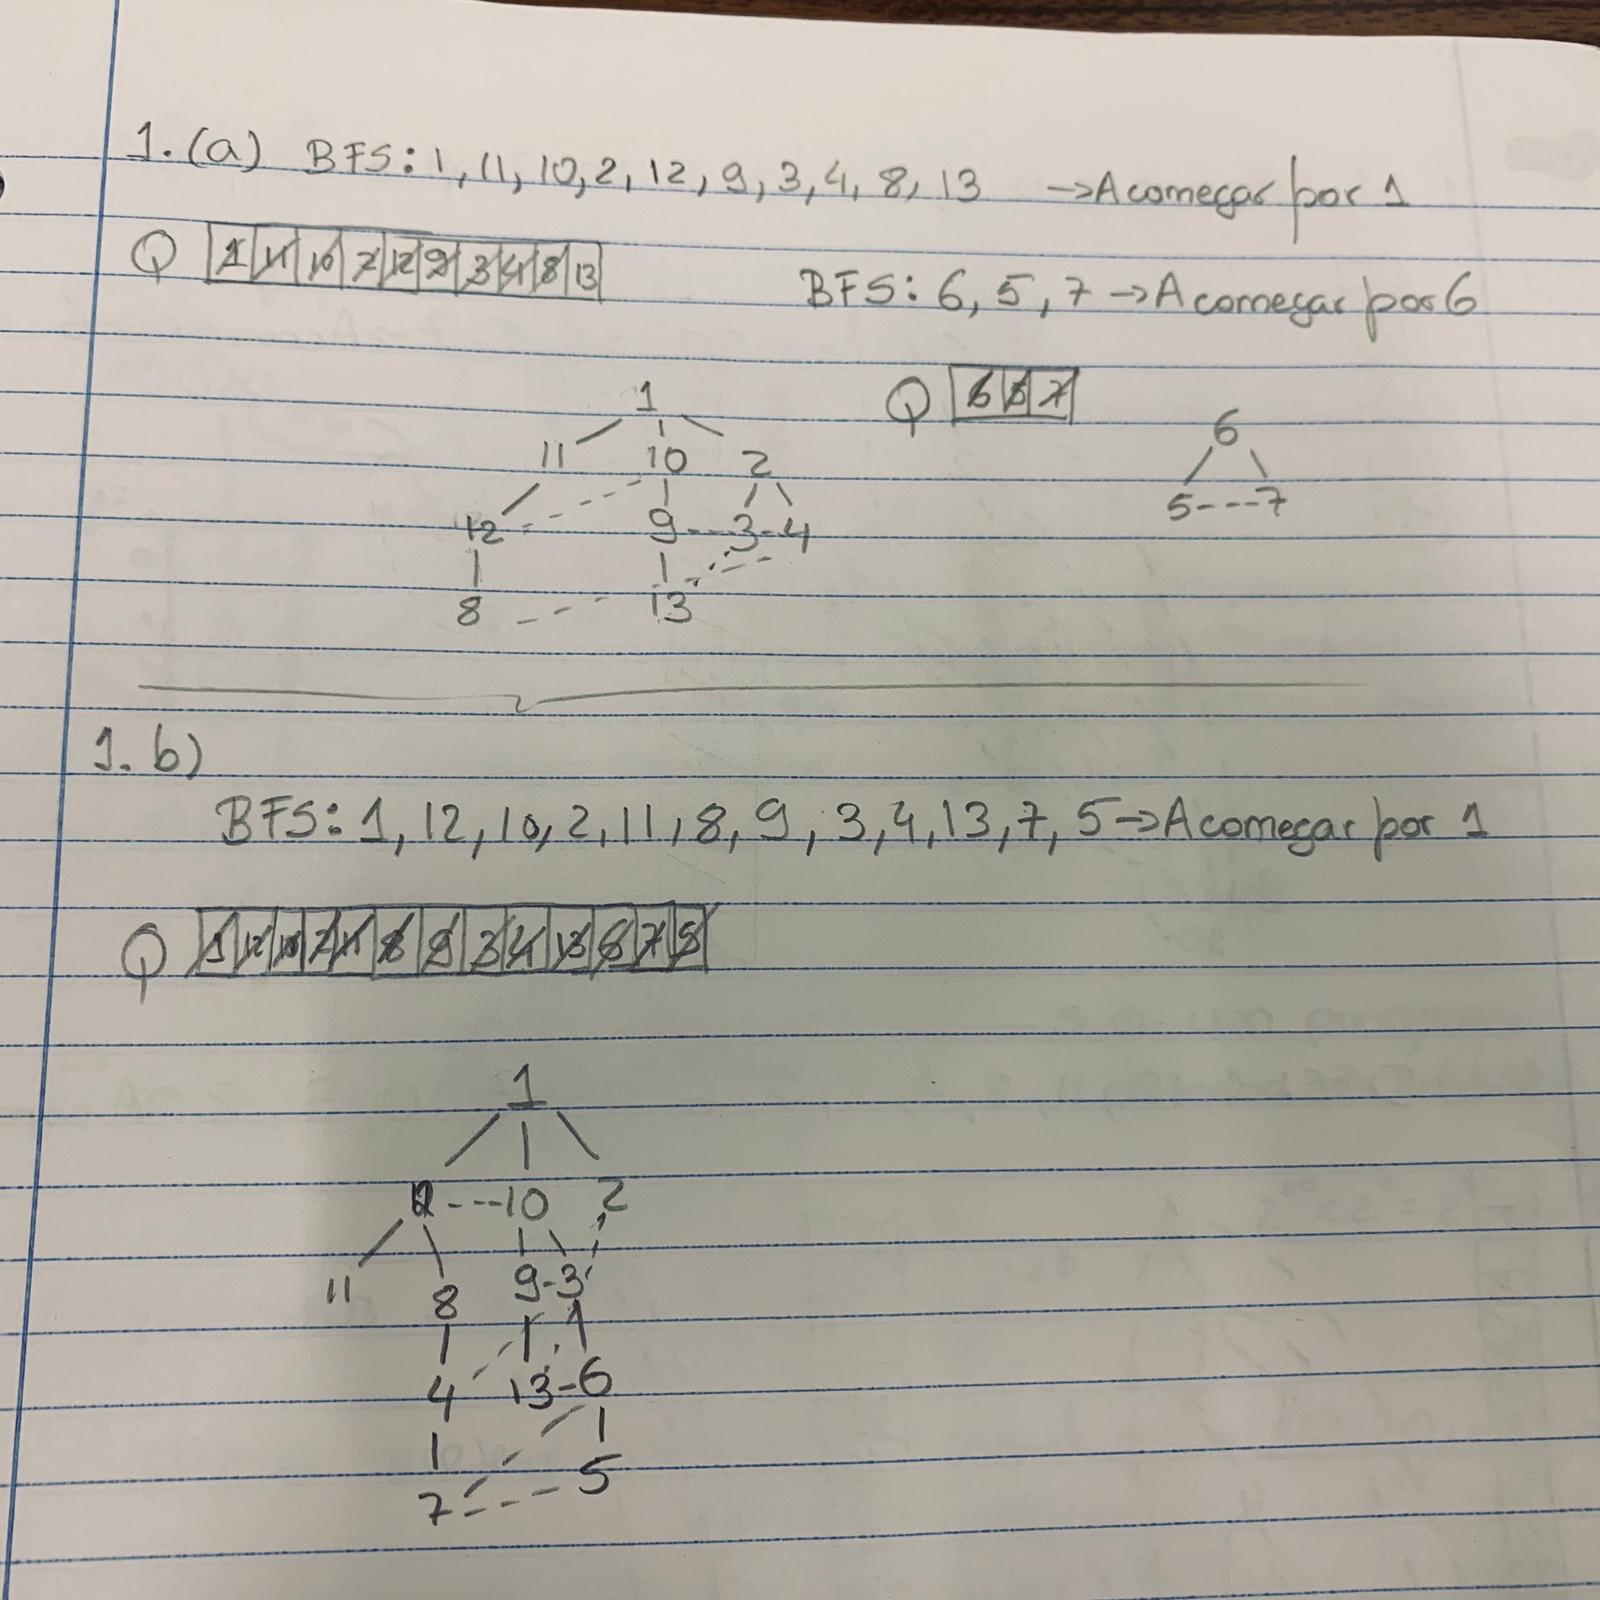 1.(a) BFS: 1, 11, 10, 2, 12, 9, 3, 4, 8, 13 →A começar por 1
Q 1 11 10 2 12 9 3 4 8 13
BFS: 6, 5, 7 →A começar por 6
Q 6 5 7
1
11 10 2
12 9 3 4
8 13
6
5 7
1. b)
BFS: 1, 12, 10, 2, 11, 8, 9, 3, 4, 13, 7, 5 →A começar por 1
Q 1 12 10 2 11 8 9 3 4 13 6 7 5
1
12 10 2
11 8 9 3
4 13 6
7 5